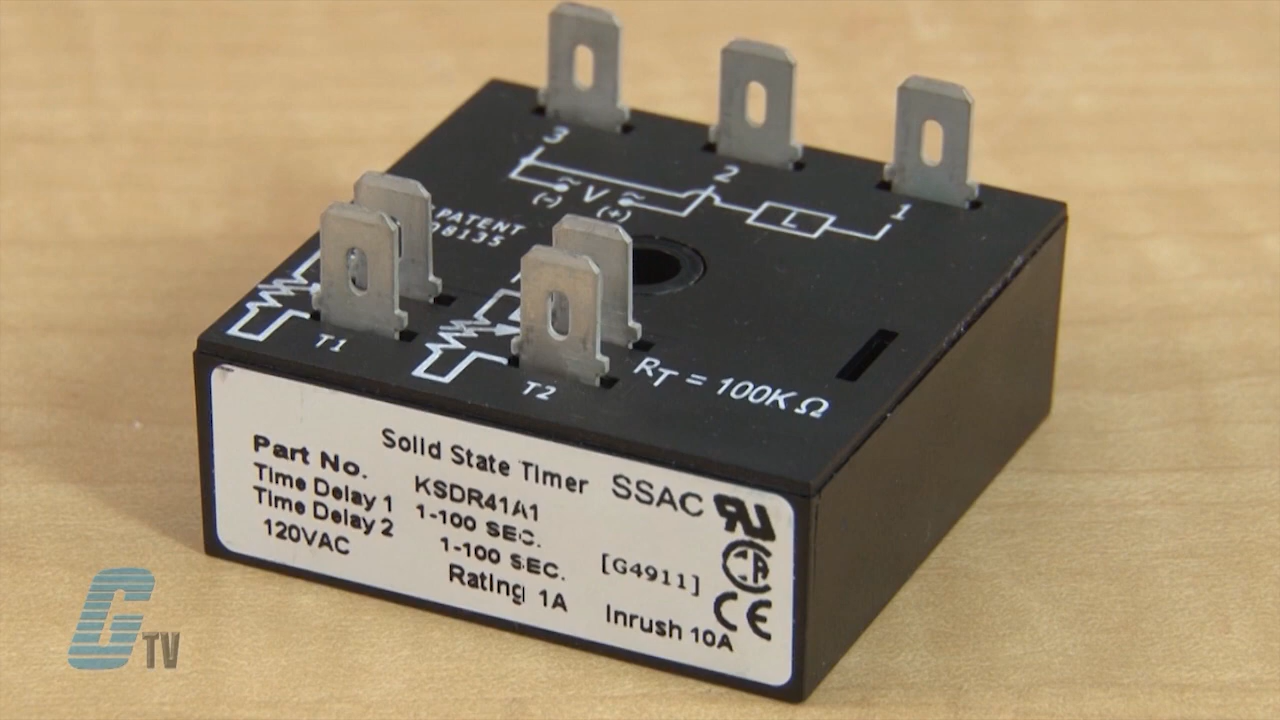 3
2
1
V
(-)
(+)
L
PATENT
08135
T1
T2
RT = 100K Ω
Solid State Timer
SSAC
Part No. KSDR41A1
Time Delay 1 1-100 SEC.
Time Delay 2 1-100 SEC.
[G4911]
120VAC
Rating 1A
Inrush 10A
CE
G TV